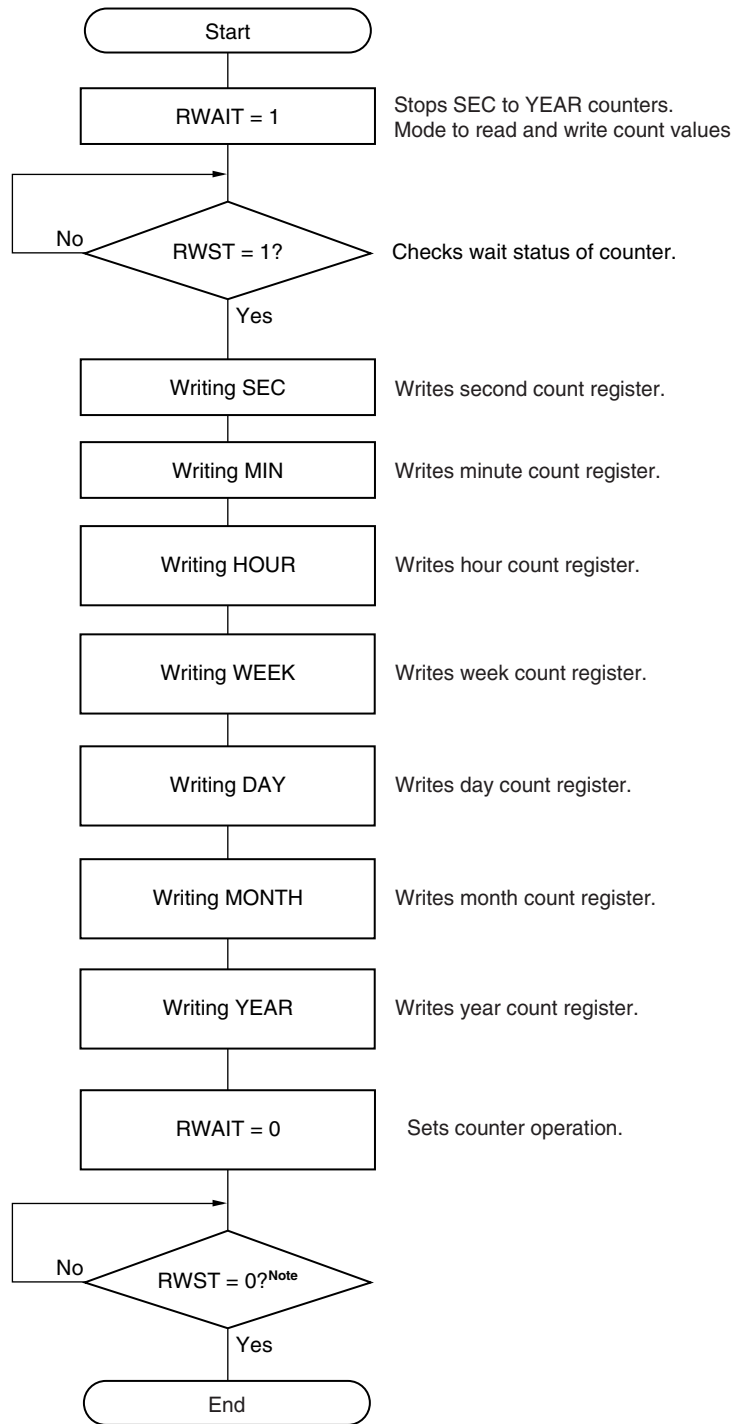 Start
RWAIT = 1
Stops SEC to YEAR counters.
Mode to read and write count values
No
RWST = 1?
Checks wait status of counter.
Yes
Writing SEC
Writes second count register.
Writing MIN
Writes minute count register.
Writing HOUR
Writes hour count register.
Writing WEEK
Writes week count register.
Writing DAY
Writes day count register.
Writing MONTH
Writes month count register.
Writing YEAR
Writes year count register.
RWAIT = 0
Sets counter operation.
No
RWST = 0?Note
Yes
End